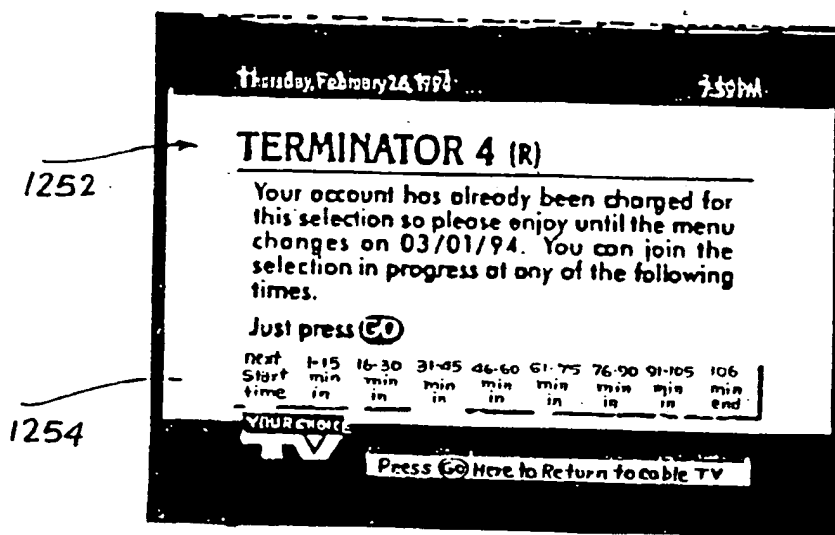 Thursday, February 24, 1994
7:59 PM
1252
TERMINATOR 4 (R)
Your account has already been charged for
this selection so please enjoy until the menu
changes on 03/01/94. You can join the
selection in progress at any of the following
times.
Just press GO
next 1-15 16-30 31-45 46-60 61-75 76-90 91-105 106
Start min min min min min min min min
time in in in in in in in end
1254
YOUR CHOICE
TV
Press GO Here to Return to cable TV